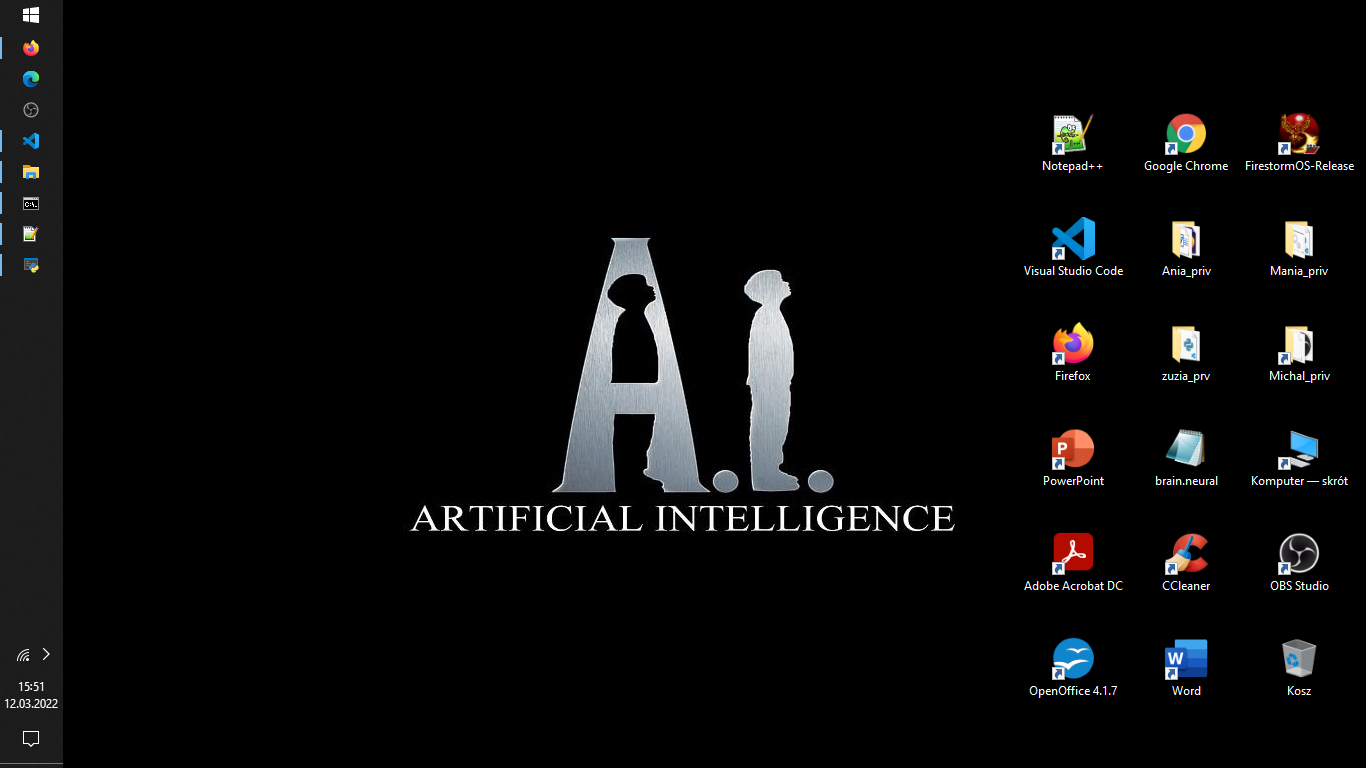 15:51
12.03.2022
A.I.
ARTIFICIAL INTELLIGENCE
Notepad++
Google Chrome
FirestormOS-Release
Visual Studio Code
Ania_priv
Mania_priv
Firefox
zuzia_prv
Michal_priv
PowerPoint
brain.neural
Komputer — skrót
Adobe Acrobat DC
CCleaner
OBS Studio
OpenOffice 4.1.7
Word
Kosz